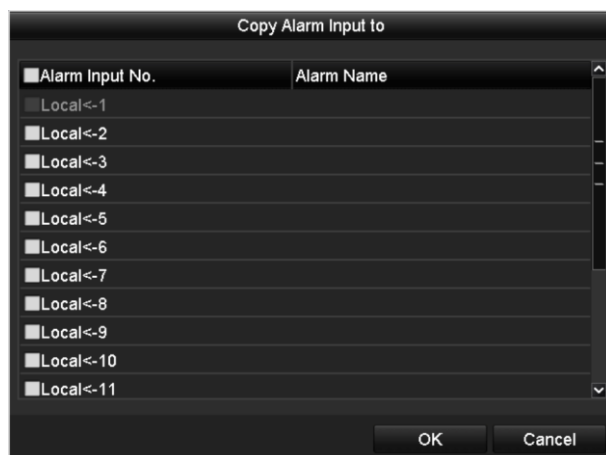 Copy Alarm Input to
Alarm Input No. Alarm Name
Local<-1
Local<-2
Local<-3
Local<-4
Local<-5
Local<-6
Local<-7
Local<-8
Local<-9
Local<-10
Local<-11
OK Cancel